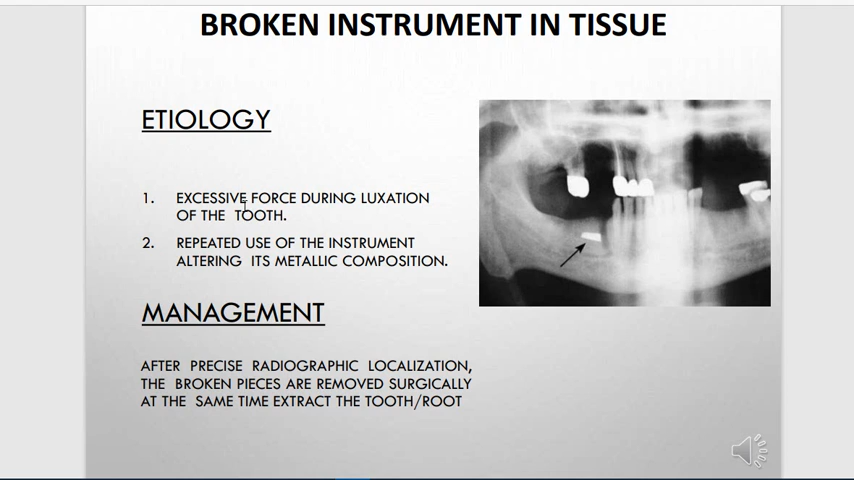 BROKEN INSTRUMENT IN TISSUE
ETIOLOGY
1. EXCESSIVE FORCE DURING LUXATION
OF THE TOOTH.
2. REPEATED USE OF THE INSTRUMENT
ALTERING ITS METALLIC COMPOSITION.
MANAGEMENT
AFTER PRECISE RADIOGRAPHIC LOCALIZATION,
THE BROKEN PIECES ARE REMOVED SURGICALLY
AT THE SAME TIME EXTRACT THE TOOTH/ROOT